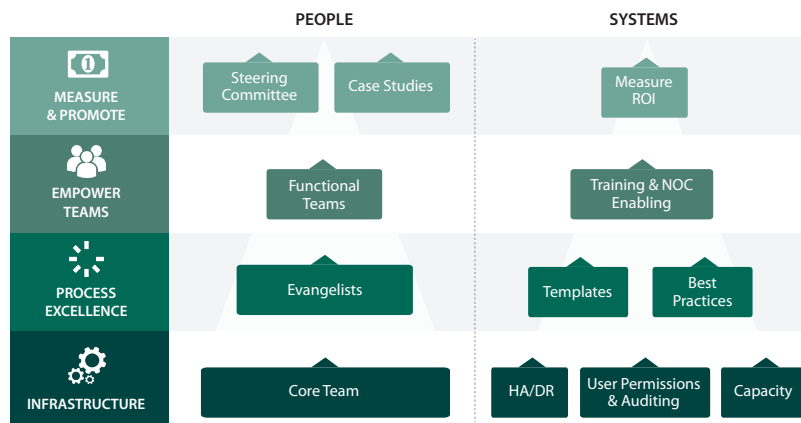 PEOPLE
SYSTEMS
MEASURE
& PROMOTE
Steering
Committee
Case Studies
Measure
ROI
EMPOWER
TEAMS
Functional
Teams
Training & NOC
Enabling
PROCESS
EXCELLENCE
Evangelists
Templates
Best
Practices
INFRASTRUCTURE
Core Team
HA/DR
User Permissions
& Auditing
Capacity